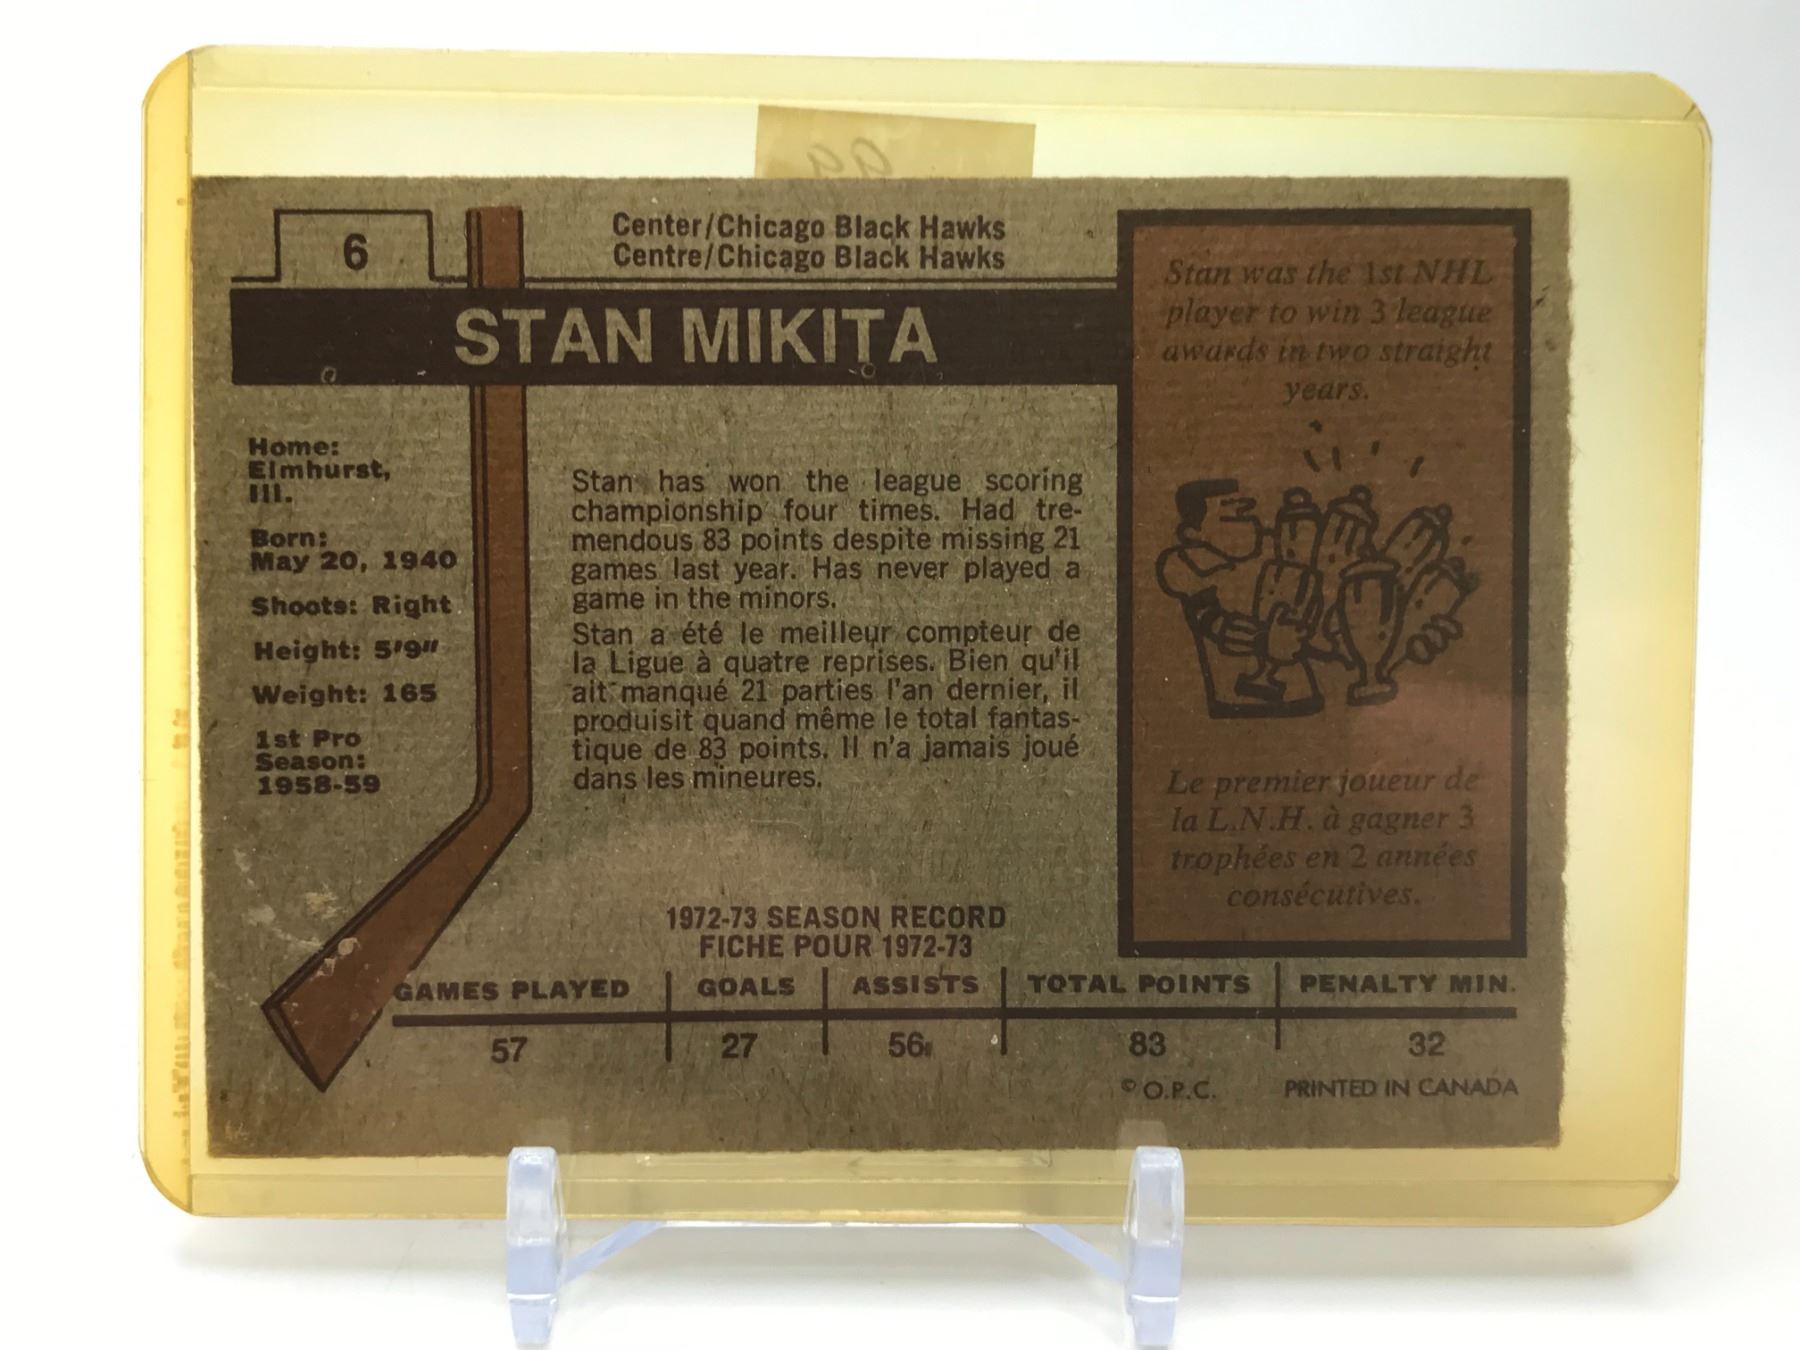 6
Center/Chicago Black Hawks
Centre/Chicago Black Hawks
STAN MIKITA
Home:
Elmhurst,
Ill.
Born:
May 20, 1940
Shoots: Right
Height: 5'9"
Weight: 165
1st Pro
Season:
1958-59
Stan has won the league scoring
championship four times. Had tre-
mendous 83 points despite missing 21
games last year. Has never played a
game in the minors.
Stan a été le meilleur compteur de
la Ligue à quatre reprises. Bien qu'il
ait manqué 21 parties l'an dernier, il
produisit quand même le total fantas-
tique de 83 points. Il n'a jamais joué
dans les mineures.
Stan was the 1st NHL
player to win 3 league
awards in two straight
years.
Le premier joueur de
la L.N.H. à gagner 3
trophées en 2 années
consécutives.
1972-73 SEASON RECORD
FICHE POUR 1972-73
GAMES PLAYED GOALS ASSISTS TOTAL POINTS PENALTY MIN.
57 27 56 83 32
© O.P.C. PRINTED IN CANADA